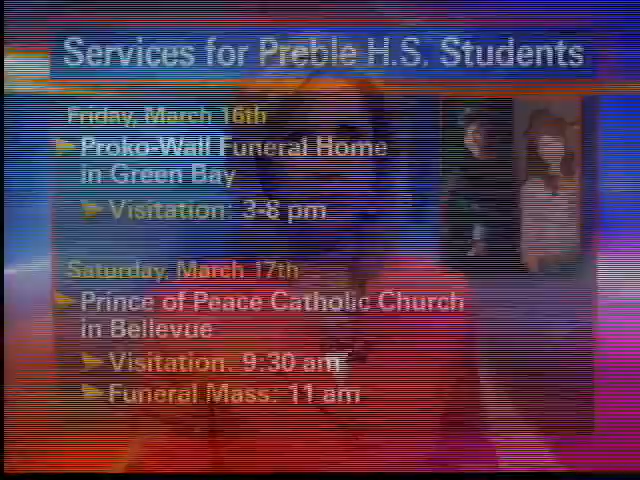 Services for Preble H.S. Students
Friday, March 16th
Proko-Wall Funeral Home
in Green Bay
Visitation: 3-8 pm
Saturday, March 17th
Prince of Peace Catholic Church
in Bellevue
Visitation: 9:30 am
Funeral Mass: 11 am